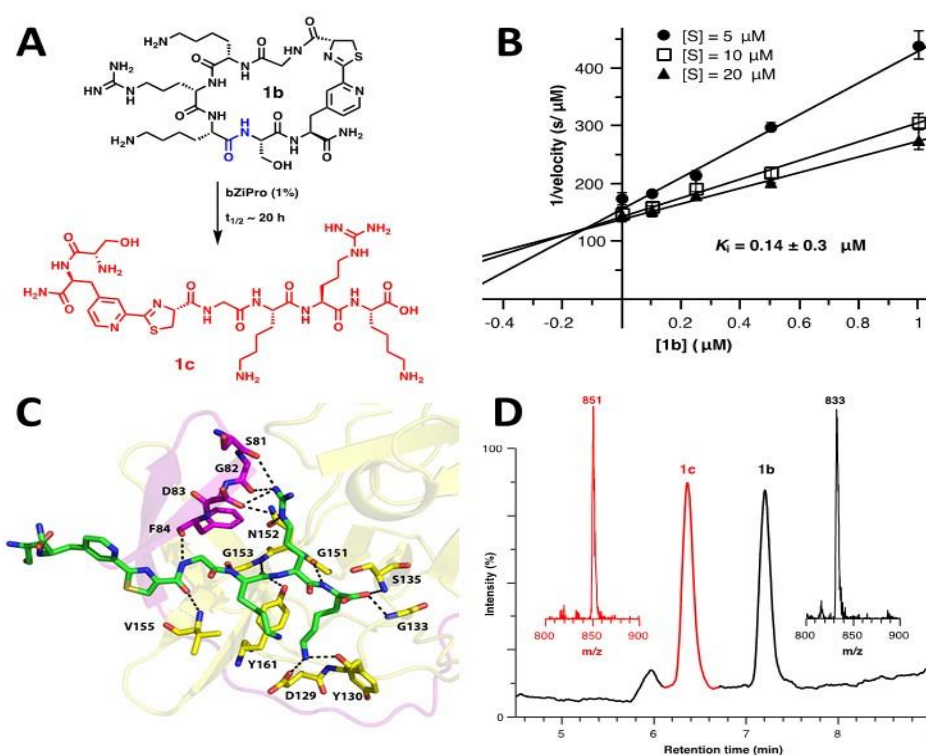 A
H2N
O
H
N
O
N
H
O
N
S
NH
H2N
N
H
O
NH
1b
N
O
NH
H2N
O
H
N
O
OH
N
H
O
NH2
bZiPro (1%)
t1/2 ~ 20 h
O
OH
HN
NH2
H2N
O
N
S
N
O
N
H
O
H
N
O
N
H
O
H
N
O
OH
HN
NH2
NH
NH2
NH2
1c
B
[S] = 5 μM
[S] = 10 μM
[S] = 20 μM
1/velocity (s/ μM)
400
300
200
100
Ki = 0.14 ± 0.3 μM
-0.4
-0.2
0.2
0.4
0.6
0.8
1
[1b] ( μM)
C
S81
G82
D83
F84
N152
G153
G151
S135
G133
V155
Y161
D129
Y130
D
851
833
1c
1b
100
0
Intensity (%)
800
850
900
m/z
800
850
900
m/z
5
6
7
8
Retention time (min)